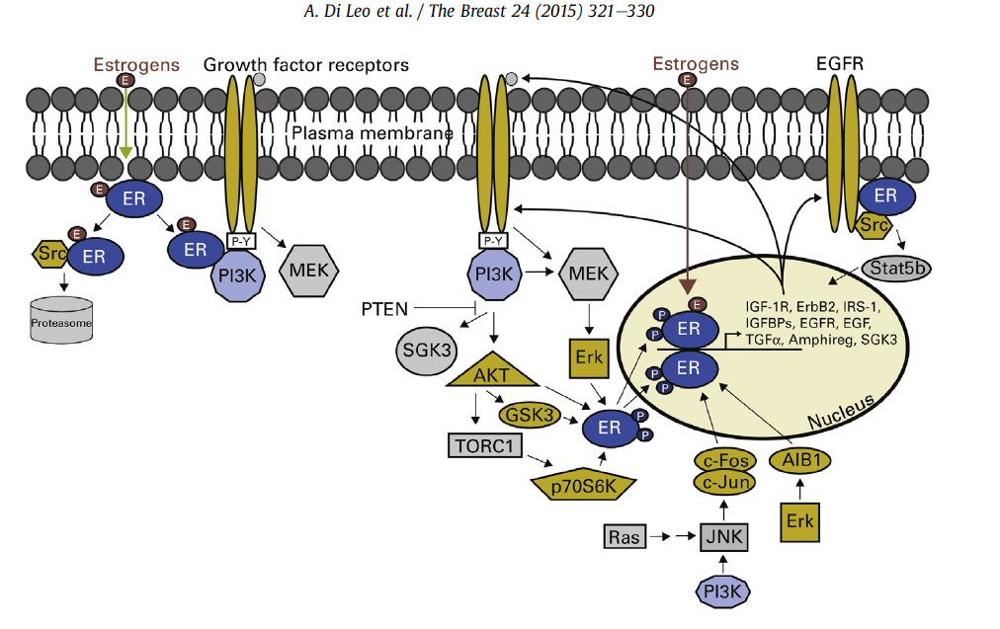 A. Di Leo et al. / The Breast 24 (2015) 321–330
Estrogens
Growth factor receptors
Estrogens
EGFR
E
E
Plasma membrane
E
ER
ER
Src
E
ER
Src
E
ER
P-Y
PI3K
MEK
P-Y
PI3K
MEK
Stat5b
Proteasome
PTEN
SGK3
Erk
AKT
GSK3
TORC1
p70S6K
ER
P
P
E
P
P
ER
ER
P
P
IGF-1R, ErbB2, IRS-1,
IGFBPs, EGFR, EGF,
TGFα, Amphireg, SGK3
Nucleus
c-Fos
c-Jun
AIB1
Erk
Ras
JNK
PI3K